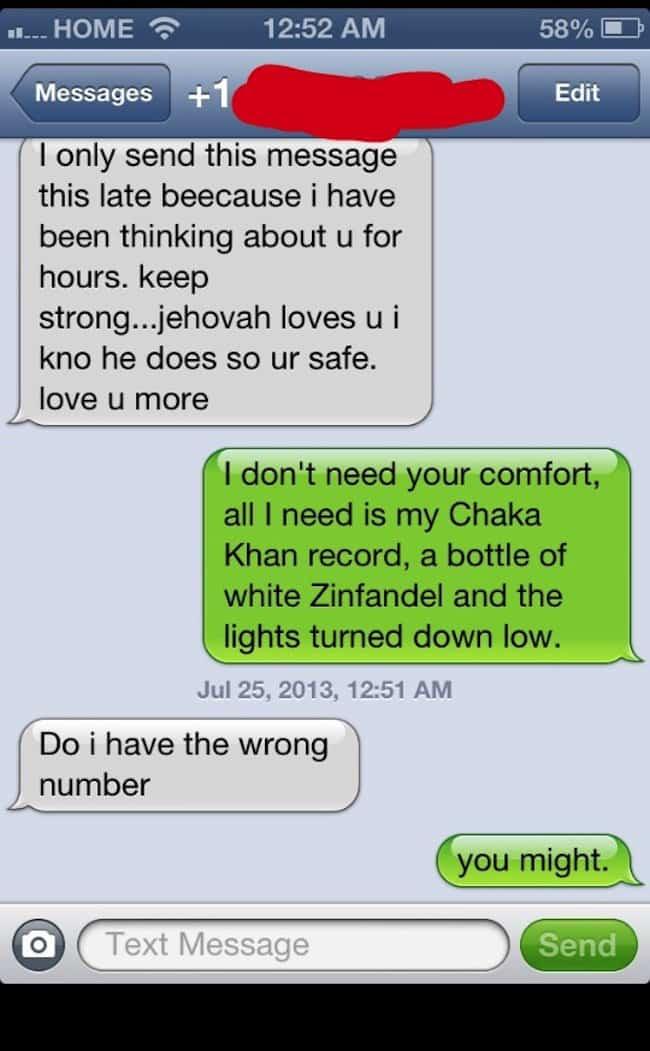 HOME 12:52 AM 58%
Messages +1 Edit
I only send this message
this late beecause i have
been thinking about u for
hours. keep
strong...jehovah loves u i
kno he does so ur safe.
love u more
I don't need your comfort,
all I need is my Chaka
Khan record, a bottle of
white Zinfandel and the
lights turned down low.
Jul 25, 2013, 12:51 AM
Do i have the wrong
number
you might.
Text Message Send